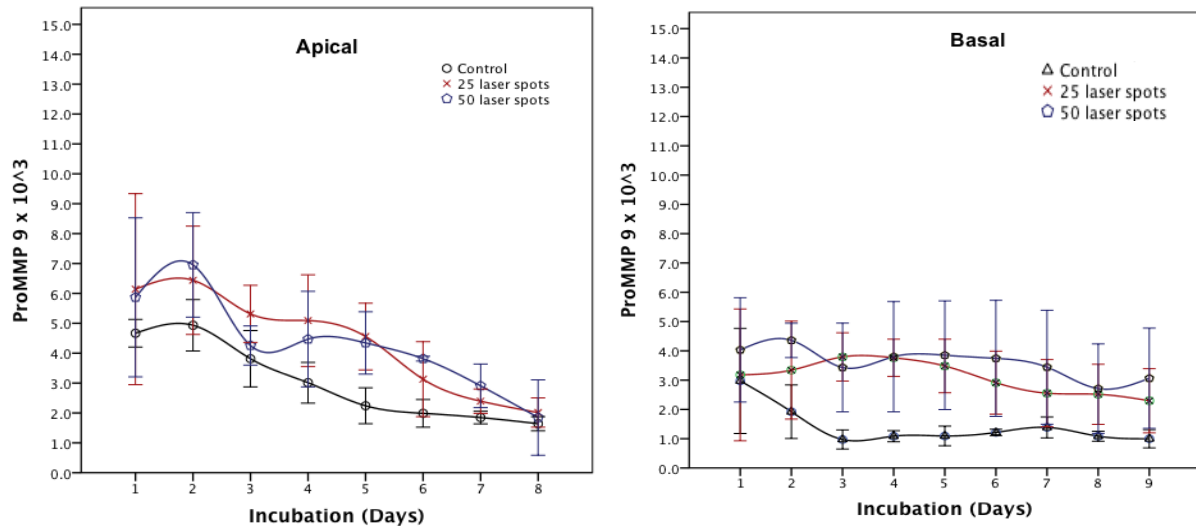 Apical
Control
25 laser spots
50 laser spots
ProMMP 9 x 10^3
15.0
14.0
13.0
12.0
11.0
10.0
9.0
8.0
7.0
6.0
5.0
4.0
3.0
2.0
1.0
0.0
1 2 3 4 5 6 7 8
Incubation (Days)
Basal
Control
25 laser spots
50 laser spots
ProMMP 9 x 10^3
15.0
14.0
13.0
12.0
11.0
10.0
9.0
8.0
7.0
6.0
5.0
4.0
3.0
2.0
1.0
0.0
1 2 3 4 5 6 7 8 9
Incubation (Days)